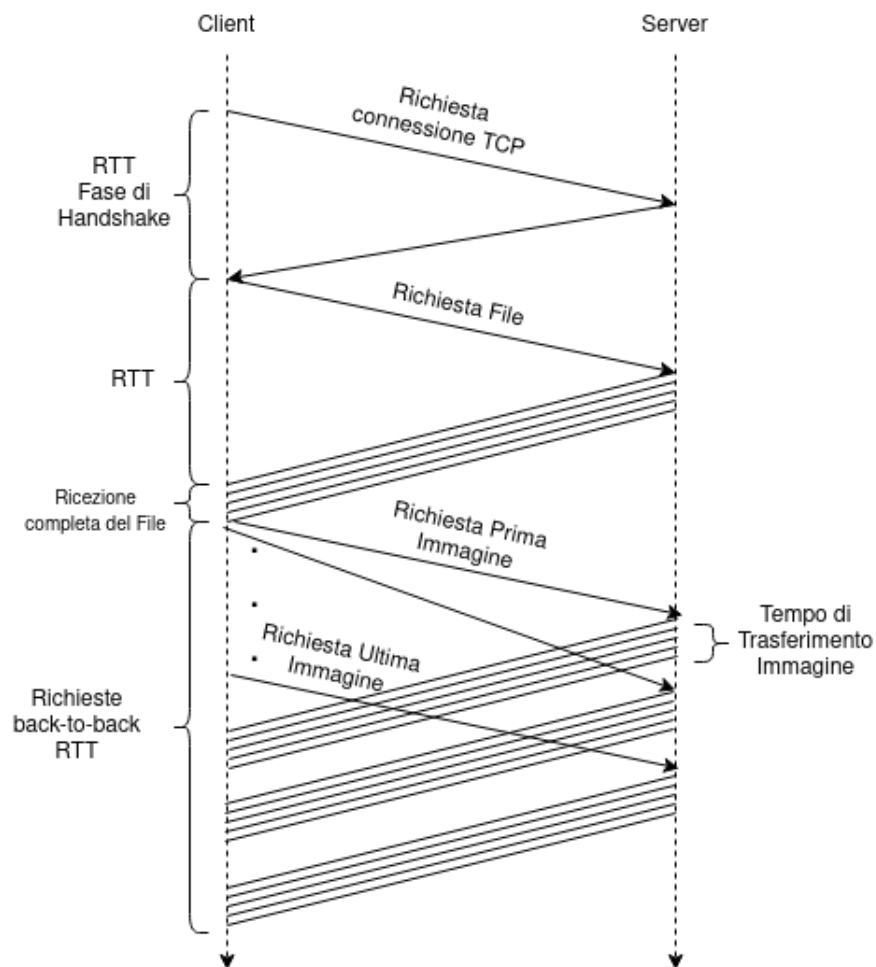 Client
Server
Richiesta
connessione TCP
RTT
Fase di
Handshake
Richiesta File
RTT
Ricezione
completa del File
Richiesta Prima
Immagine
Tempo di
Trasferimento
Immagine
Richiesta Ultima
Immagine
Richieste
back-to-back
RTT